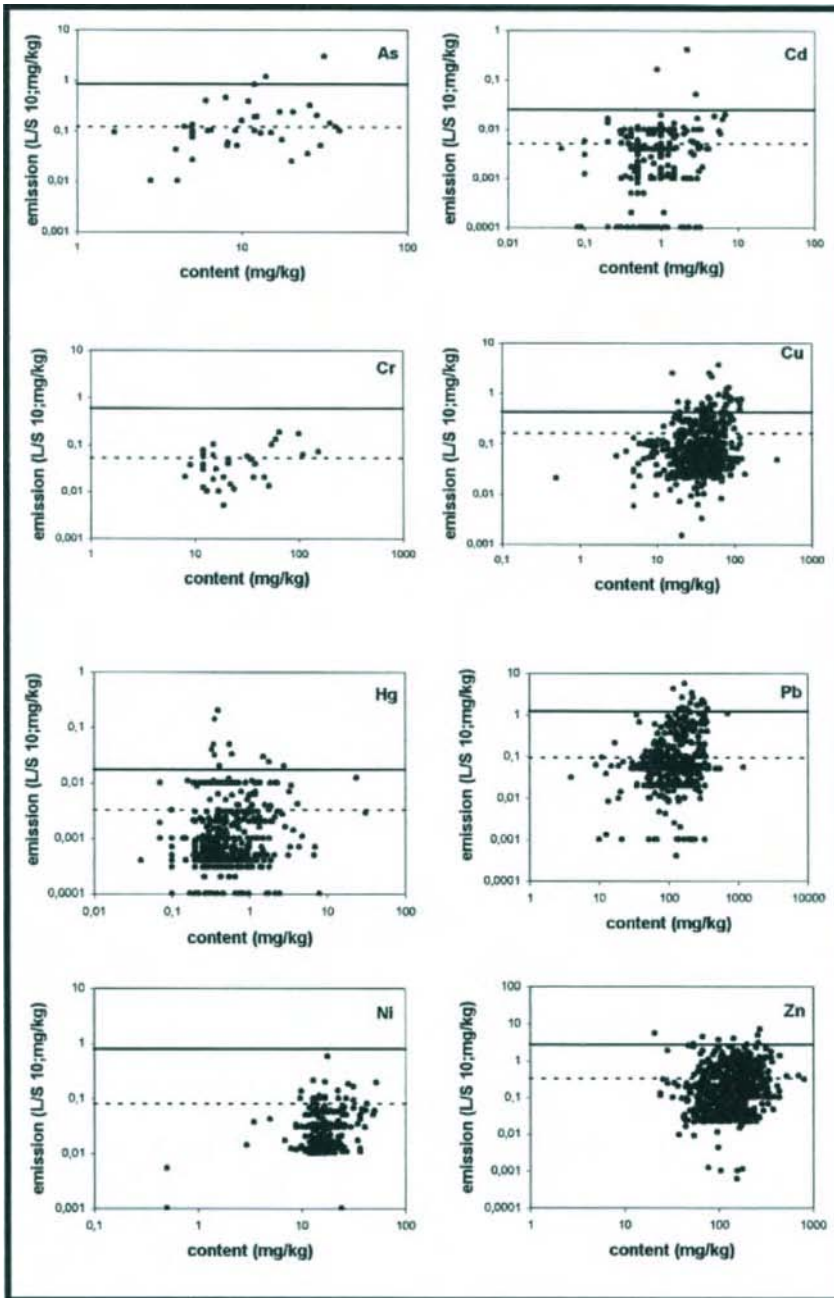 As
emission (L/S 10;mg/kg)
10
1
0,1
0,01
0,001
1 10 100
content (mg/kg)
Cd
emission (L/S 10;mg/kg)
1
0,1
0,01
0,001
0,0001
0,01 0,1 1 10 100
content (mg/kg)
Cr
emission (L/S 10;mg/kg)
10
1
0,1
0,01
0,001
1 10 100 1000
content (mg/kg)
Cu
emission (L/S 10;mg/kg)
10
1
0,1
0,01
0,001
0,1 1 10 100 1000
content (mg/kg)
Hg
emission (L/S 10;mg/kg)
1
0,1
0,01
0,001
0,0001
0,01 0,1 1 10 100
content (mg/kg)
Pb
emission (L/S 10;mg/kg)
10
1
0,1
0,01
0,001
0,0001
1 10 100 1000 10000
content (mg/kg)
Ni
emission (L/S 10;mg/kg)
10
1
0,1
0,01
0,001
0,1 1 10 100
content (mg/kg)
Zn
emission (L/S 10;mg/kg)
100
10
1
0,1
0,01
0,001
0,0001
1 10 100 1000
content (mg/kg)